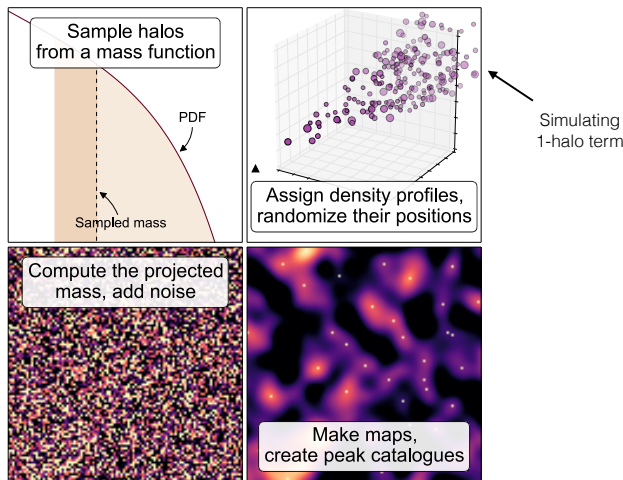 Sample halos
from a mass function
PDF
Sampled mass
Assign density profiles,
randomize their positions
Simulating
1-halo term
Compute the projected
mass, add noise
Make maps,
create peak catalogues